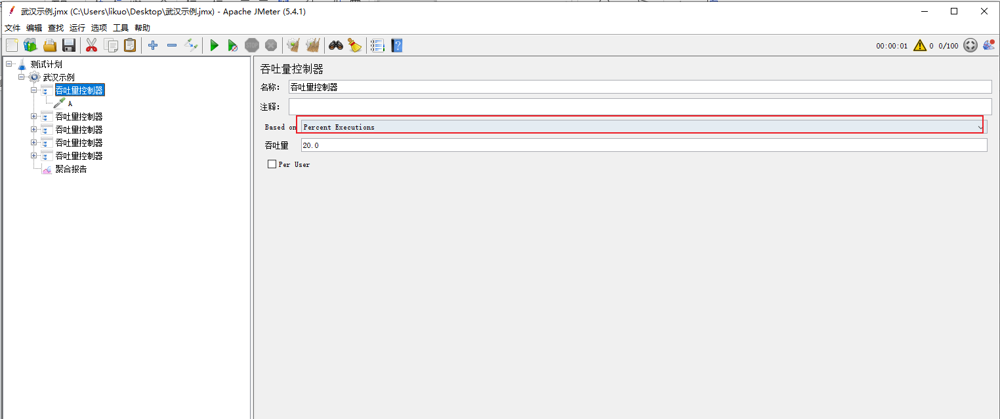 武汉示例.jmx (C:\Users\likuo\Desktop\武汉示例.jmx) - Apache JMeter (5.4.1)
文件 编辑 查找 运行 选项 工具 帮助
STOP
00:00:01 0 0/100
测试计划
武汉示例
吞吐量控制器
A
吞吐量控制器
吞吐量控制器
吞吐量控制器
吞吐量控制器
聚合报告
吞吐量控制器
名称： 吞吐量控制器
注释：
Based on Percent Executions
吞吐量 20.0
Per User